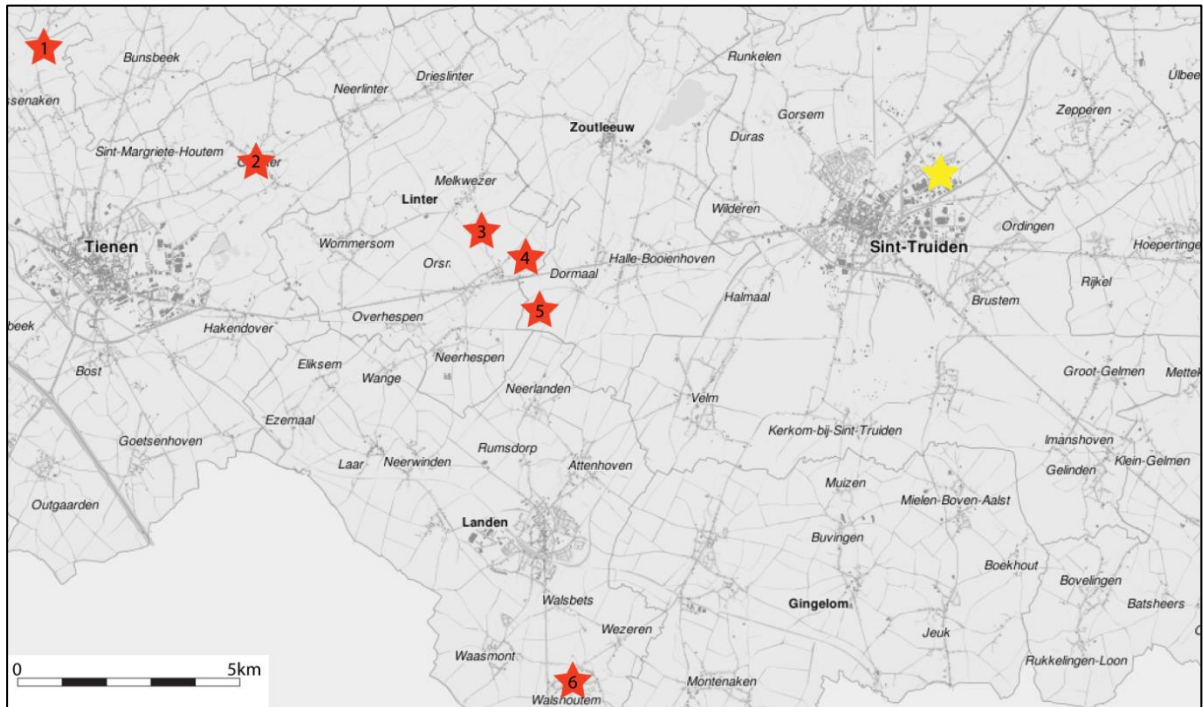 1
Bunsbeek
ssenaken
Drieslinter
Neerlinter
Runkelen
Ulbee
Zepperen
Gorsem
Zoutleeuw
Duras
Sint-Margriete-Houtem
2
Melkwezer
Linter
Wilderen
Tienen
Wommersom
3
4
Orsr.
Dormaal
Halle-Booienhoven
Sint-Truiden
Ordingen
Hoepertinge
Rijkel
Brustem
Halmaal
5
Overhespen
Hakendover
beek
Neerhespen
Eliksem
Wange
Neerlanden
Bost
Groot-Gelmen
Mettek
Velm
Ezemaal
Goetsenhoven
Kerkom-bij-Sint-Truiden
Imanshoven
Klein-Gelmen
Gelinden
Rumsdorp
Laar
Neerwinden
Attenhoven
Muizen
Mielen-Boven-Aalst
Outgaarden
Landen
Buvingen
Boekhout
Bovelingen
Walsbets
Gingelom
Batsheers
Wezeren
Jeuk
Waasmont
Rukkelingen-Loon
0 5km
6
Montenaken
Walshoutem